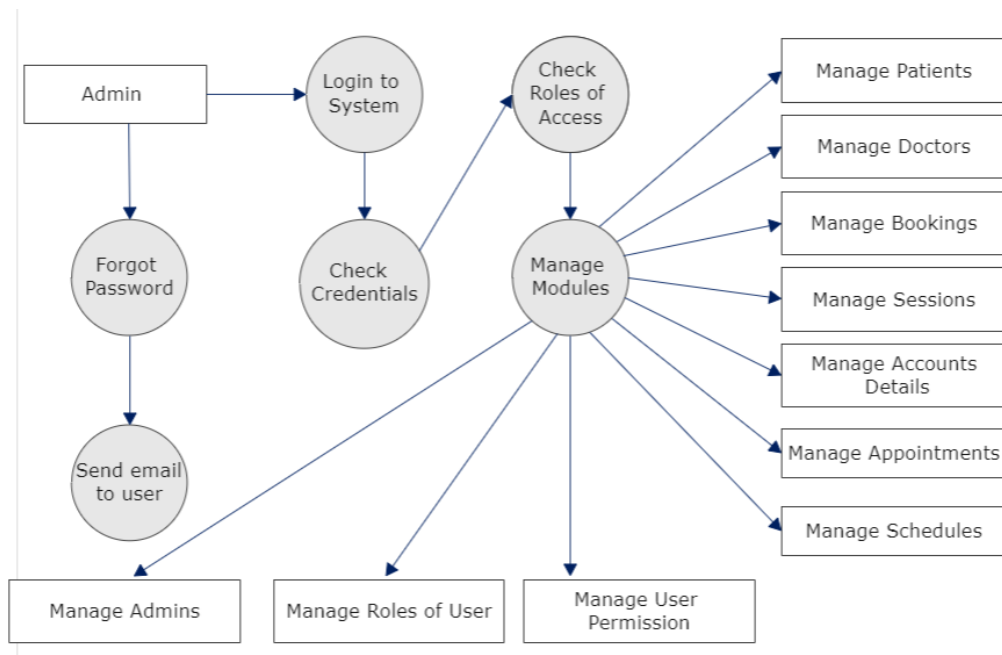 Admin
Login to
System
Check
Roles of
Access
Manage Patients
Manage Doctors
Manage Bookings
Forgot
Password
Check
Credentials
Manage
Modules
Manage Sessions
Manage Accounts
Details
Send email
to user
Manage Appointments
Manage Schedules
Manage Admins
Manage Roles of User
Manage User
Permission